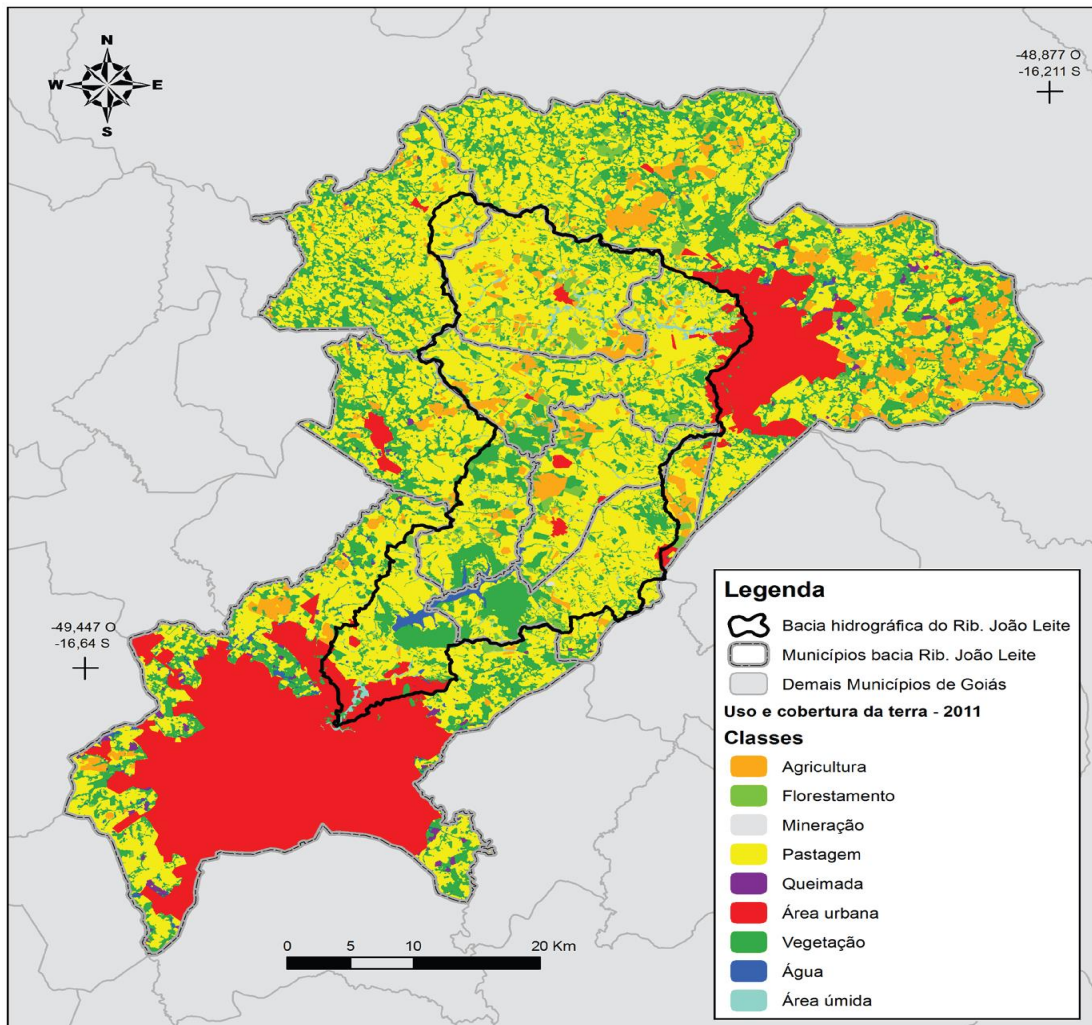 N
W E
S
-48,877 O
-16,211 S
-49,447 O
-16,64 S
0 5 10 20 Km
Legenda
Bacia hidrográfica do Rib. João Leite
Municípios bacia Rib. João Leite
Demais Municípios de Goiás
Uso e cobertura da terra - 2011
Classes
Agricultura
Florestamento
Mineração
Pastagem
Queimada
Área urbana
Vegetação
Água
Área úmida